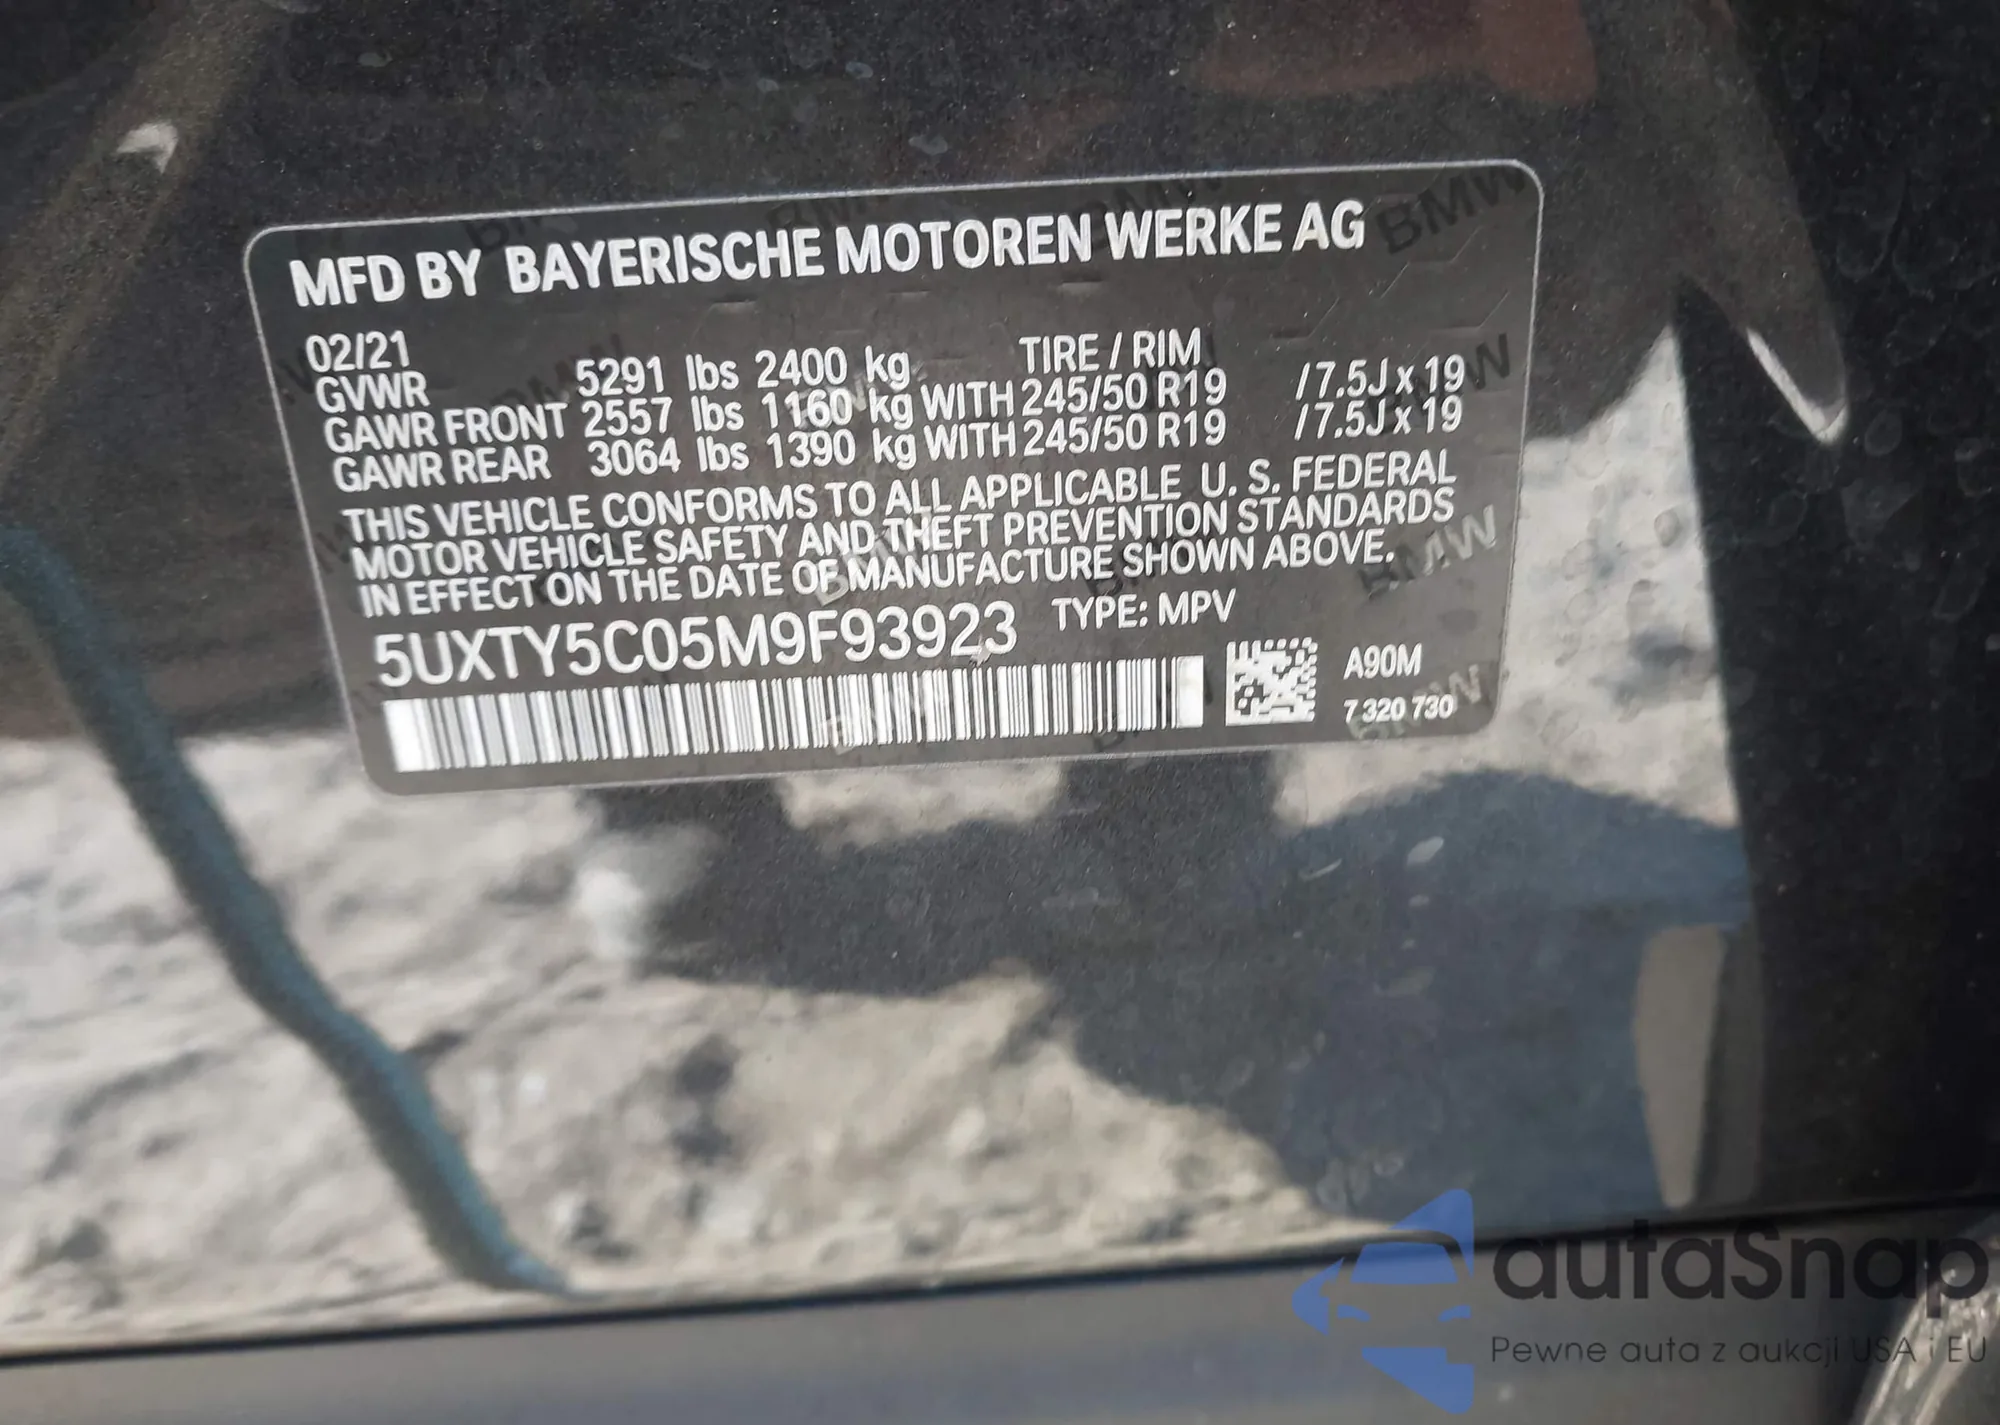 MFD BY BAYERISCHE MOTOREN WERKE AG
02/21 TIRE / RIM
GVWR 5291 lbs 2400 kg
GAWR FRONT 2557 lbs 1160 kg WITH 245/50 R19 /7.5J x 19
GAWR REAR 3064 lbs 1390 kg WITH 245/50 R19 /7.5J x 19
THIS VEHICLE CONFORMS TO ALL APPLICABLE U. S. FEDERAL
MOTOR VEHICLE SAFETY AND THEFT PREVENTION STANDARDS
IN EFFECT ON THE DATE OF MANUFACTURE SHOWN ABOVE.
5UXTY5C05M9F93923 TYPE: MPV
A90M
7 320 730
autaSnap
Pewne auta z aukcji USA i EU